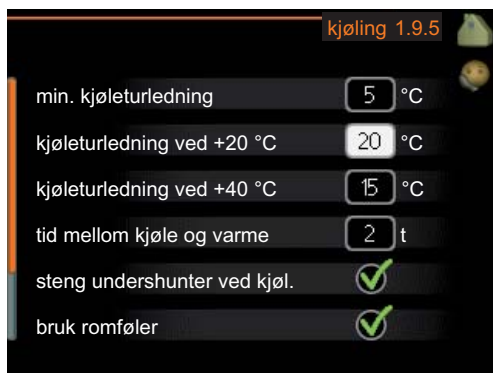 kjøling 1.9.5
min. kjøleturledning 5 °C
kjøleturledning ved +20 °C 20 °C
kjøleturledning ved +40 °C 15 °C
tid mellom kjøle og varme 2 t
steng undershunter ved kjøl.
bruk romføler